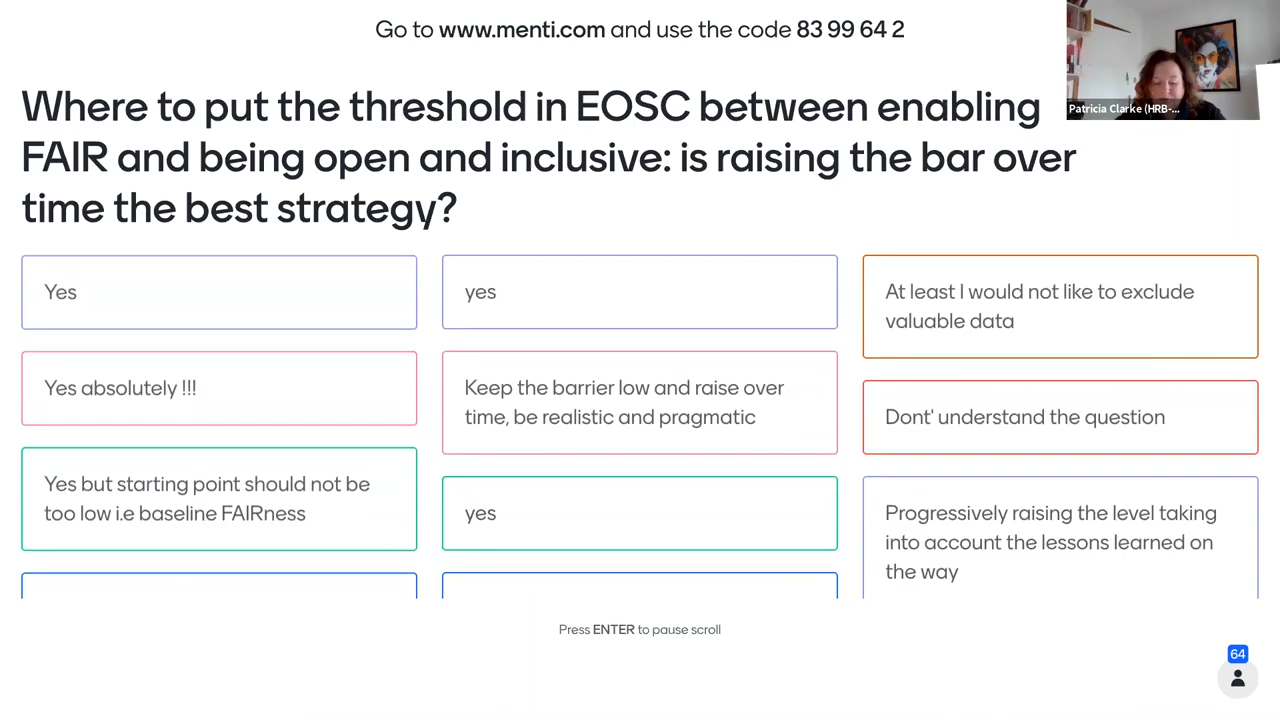 Go to www.menti.com and use the code 83 99 64 2
Patricia Clarke (HRB-...
Where to put the threshold in EOSC between enabling
FAIR and being open and inclusive: is raising the bar over
time the best strategy?
Yes
Yes absolutely !!!
Yes but starting point should not be
too low i.e baseline FAIRness
yes
Keep the barrier low and raise over
time, be realistic and pragmatic
yes
At least I would not like to exclude
valuable data
Dont' understand the question
Progressively raising the level taking
into account the lessons learned on
the way
Press ENTER to pause scroll
64